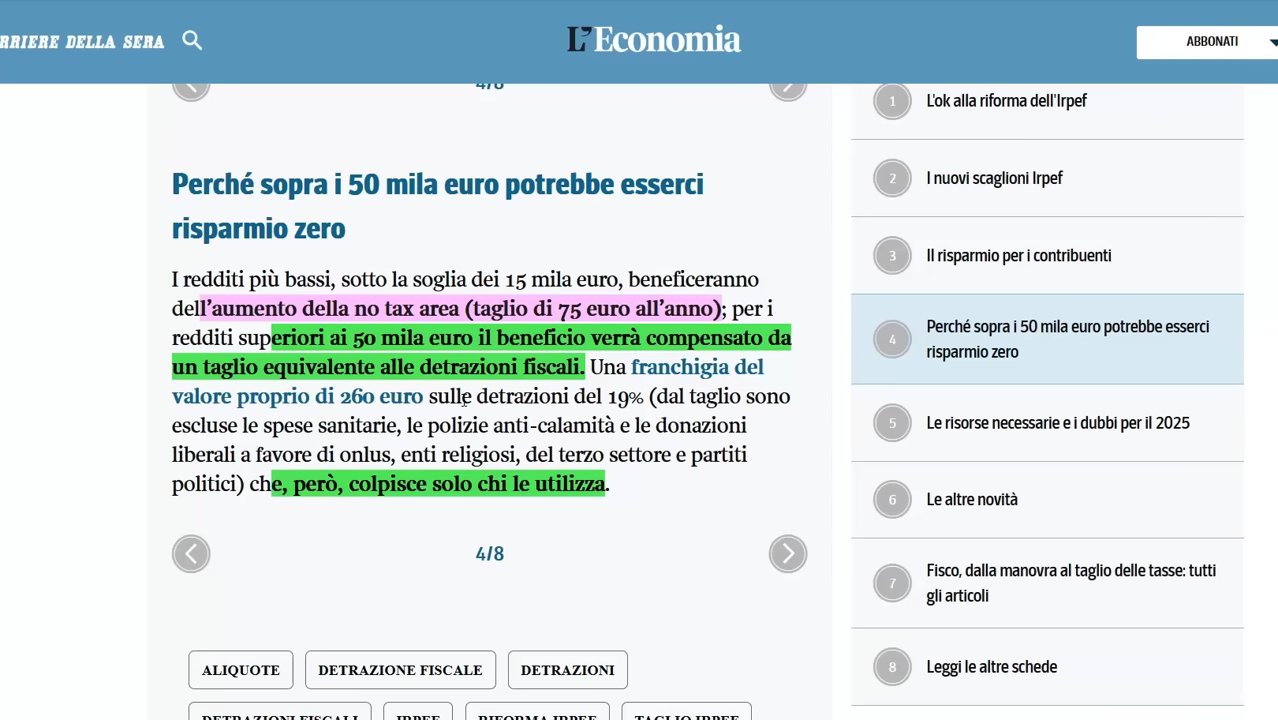 RRIERE DELLA SERA
L'Economia
ABBONATI
4/8
Perché sopra i 50 mila euro potrebbe esserci
risparmio zero
I redditi più bassi, sotto la soglia dei 15 mila euro, beneficeranno
dell’aumento della no tax area (taglio di 75 euro all’anno); per i
redditi superiori ai 50 mila euro il beneficio verrà compensato da
un taglio equivalente alle detrazioni fiscali. Una franchigia del
valore proprio di 260 euro sulle detrazioni del 19% (dal taglio sono
escluse le spese sanitarie, le polizie anti-calamità e le donazioni
liberali a favore di onlus, enti religiosi, del terzo settore e partiti
politici) che, però, colpisce solo chi le utilizza.
4/8
ALIQUOTE
DETRAZIONE FISCALE
DETRAZIONI
DETRAZIONI FISCALI
IRPEF
RIFORMA IRPEF
TAGLIO IRPEF
1 L'ok alla riforma dell'Irpef
2 I nuovi scaglioni Irpef
3 Il risparmio per i contribuenti
4 Perché sopra i 50 mila euro potrebbe esserci
risparmio zero
5 Le risorse necessarie e i dubbi per il 2025
6 Le altre novità
7 Fisco, dalla manovra al taglio delle tasse: tutti
gli articoli
8 Leggi le altre schede